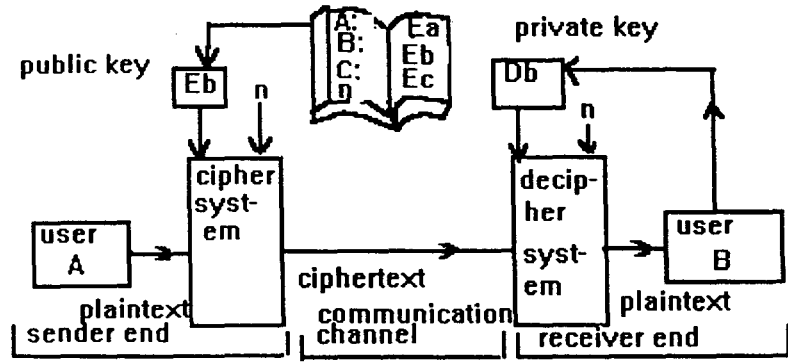 public key
Eb
n
A:
B:
C:
n
Ea
Eb
Ec
private key
Db
n
cipher
syst-
em
decip-
her
syst-
em
user
A
user
B
plaintext
ciphertext
plaintext
sender end
communication
channel
receiver end